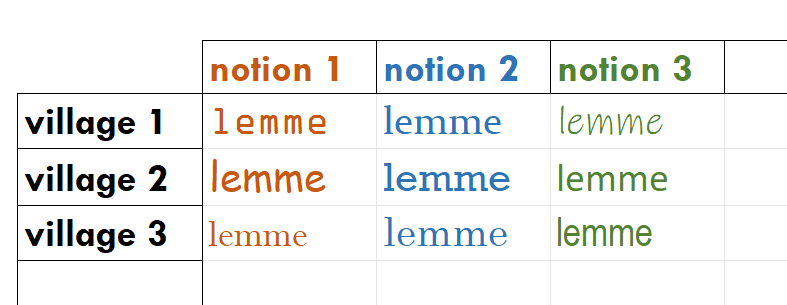 notion 1 notion 2 notion 3
village 1 lemme lemme lemme
village 2 lemme lemme lemme
village 3 lemme lemme lemme